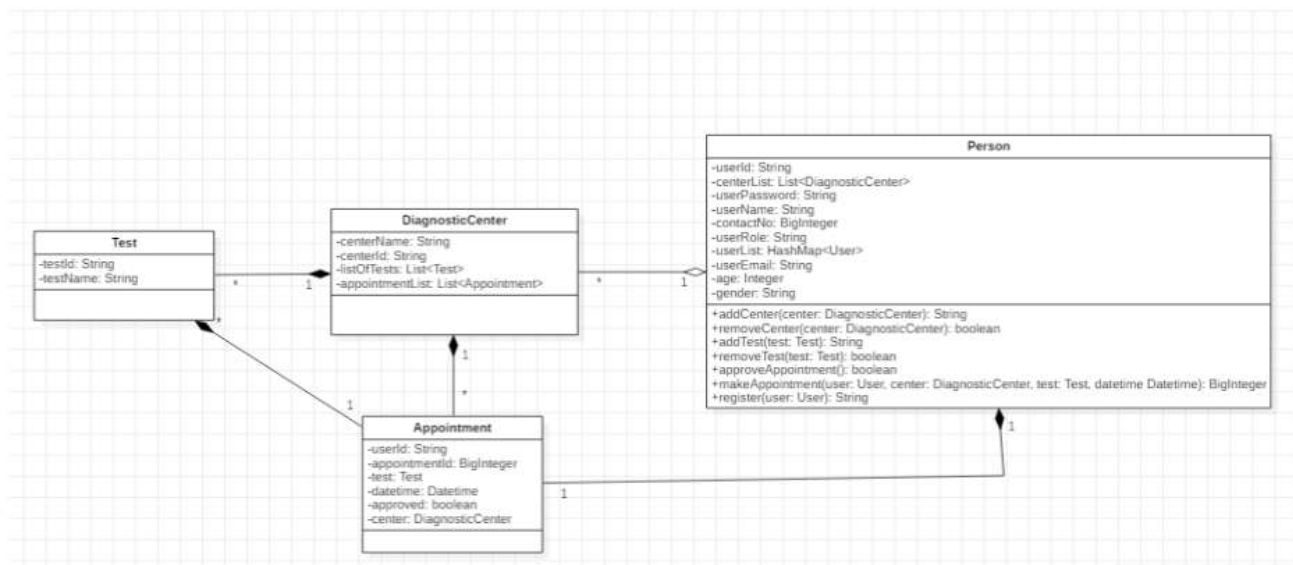 Person
-userId: String
-centerList: List<DiagnosticCenter>
-userPassword: String
-userName: String
-contactNo: BigInteger
-userRole: String
-userList: HashMap<User>
-userEmail: String
-age: Integer
-gender: String
+addCenter(center: DiagnosticCenter): String
+removeCenter(center: DiagnosticCenter): boolean
+addTest(test: Test): String
+removeTest(test: Test): boolean
+approveAppointment(): boolean
+makeAppointment(user: User, center: DiagnosticCenter, test: Test, datetime Datetime): BigInteger
+register(user: User): String
DiagnosticCenter
-centerName: String
-centerId: String
-listOfTests: List<Test>
-appointmentList: List<Appointment>
Test
-testId: String
-testName: String
*
1
*
1
*
1
1
*
1
Appointment
-userId: String
-appointmentId: BigInteger
-test: Test
-datetime: Datetime
-approved: boolean
-center: DiagnosticCenter
1
1